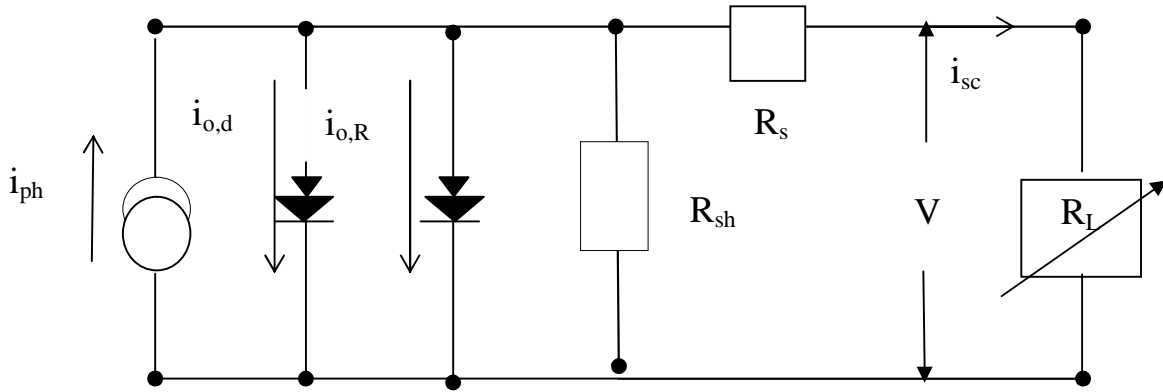 i_ph
i_o,d
i_o,R
R_sh
R_s
V
i_sc
R_L